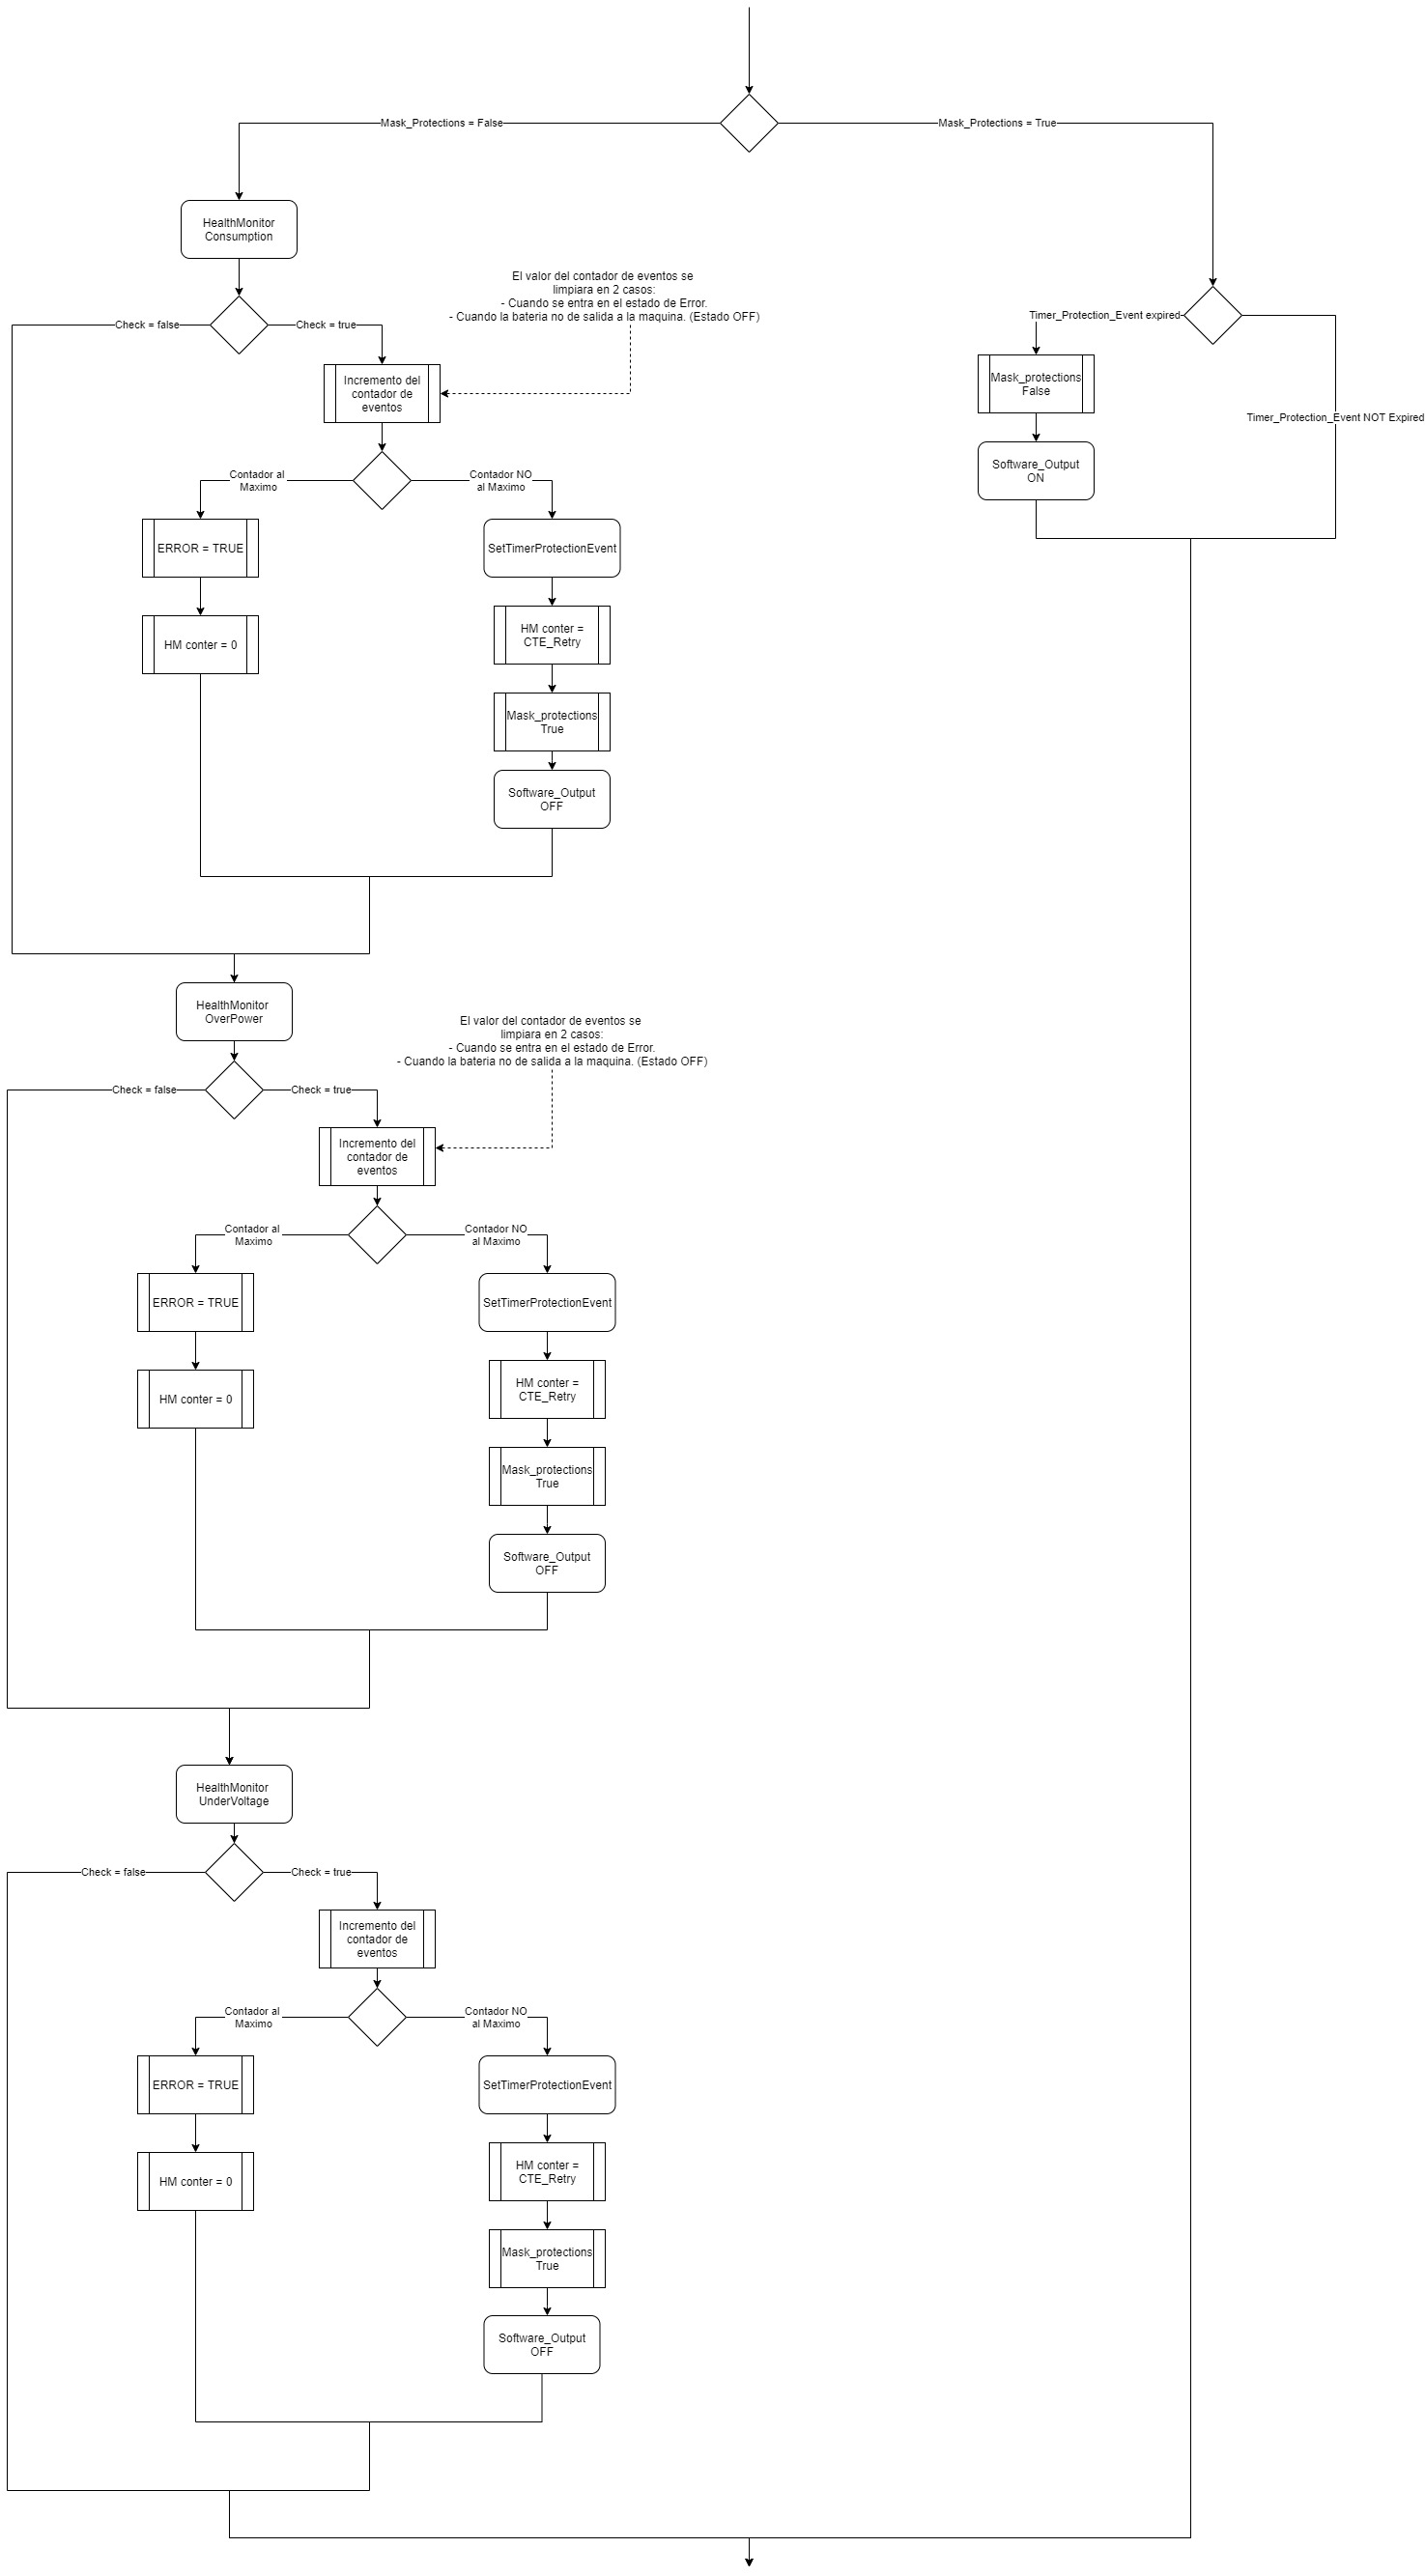 Mask_Protections = False
Mask_Protections = True
HealthMonitor
Consumption
El valor del contador de eventos se
limpiara en 2 casos:
- Cuando se entra en el estado de Error.
- Cuando la bateria no de salida a la maquina. (Estado OFF)
Check = false
Check = true
Timer_Protection_Event expired
Incremento del
contador de
eventos
Mask_protections
False
Timer_Protection_Event NOT Expired
Contador al
Maximo
Contador NO
al Maximo
Software_Output
ON
ERROR = TRUE
SetTimerProtectionEvent
HM conter = 0
HM conter =
CTE_Retry
Mask_protections
True
Software_Output
OFF
HealthMonitor
OverPower
El valor del contador de eventos se
limpiara en 2 casos:
- Cuando se entra en el estado de Error.
- Cuando la bateria no de salida a la maquina. (Estado OFF)
Check = false
Check = true
Incremento del
contador de
eventos
Contador al
Maximo
Contador NO
al Maximo
ERROR = TRUE
SetTimerProtectionEvent
HM conter = 0
HM conter =
CTE_Retry
Mask_protections
True
Software_Output
OFF
HealthMonitor
UnderVoltage
Check = false
Check = true
Incremento del
contador de
eventos
Contador al
Maximo
Contador NO
al Maximo
ERROR = TRUE
SetTimerProtectionEvent
HM conter = 0
HM conter =
CTE_Retry
Mask_protections
True
Software_Output
OFF